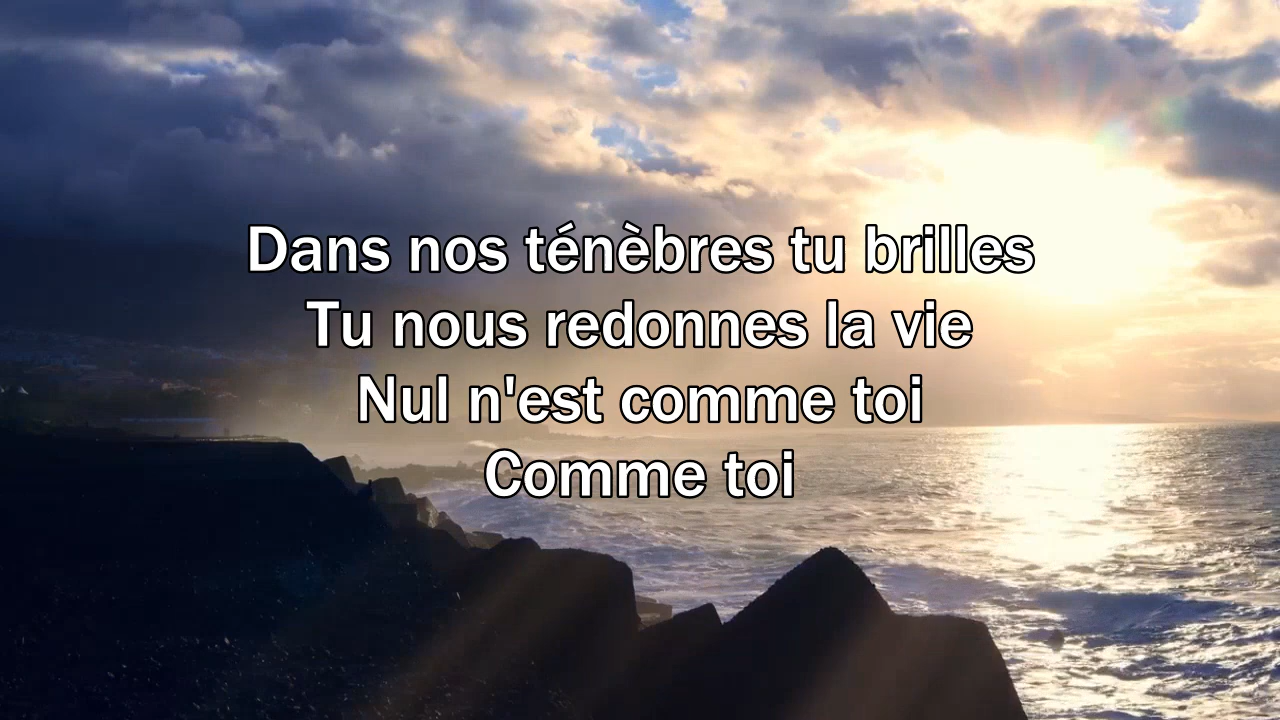 Dans nos ténèbres tu brilles
Tu nous redonnes la vie
Nul n'est comme toi
Comme toi